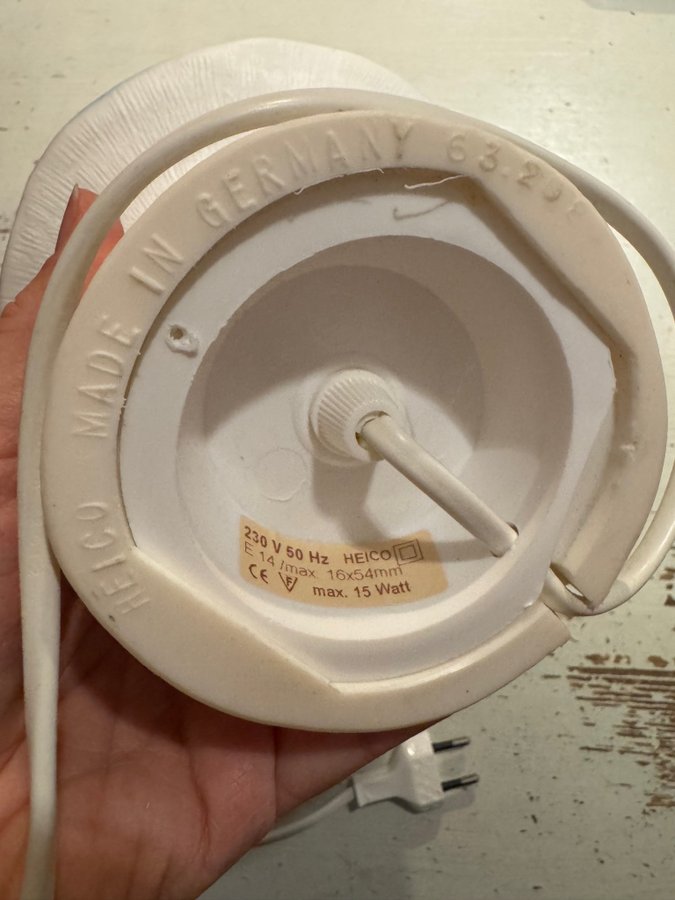 HEICO MADE IN GERMANY
230 V 50 Hz HEICO
E 14 /max. 16x54mm
CE F max. 15 Watt